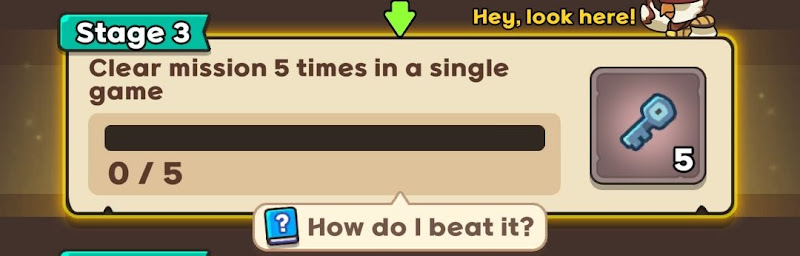 Hey, look here!
Stage 3
Clear mission 5 times in a single
game
0 / 5
5
? How do I beat it?